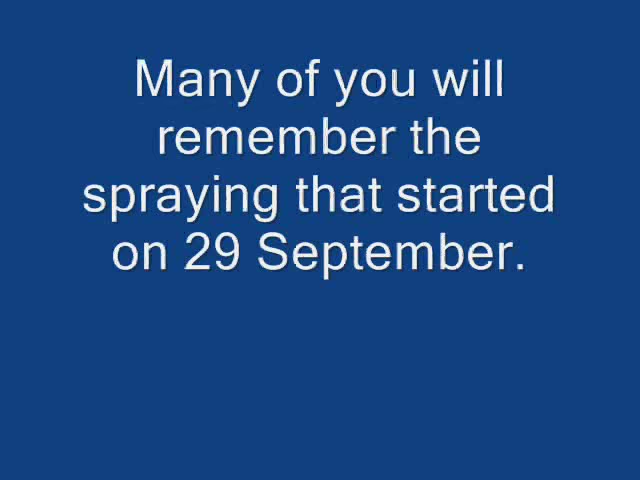 Many of you will
remember the
spraying that started
on 29 September.